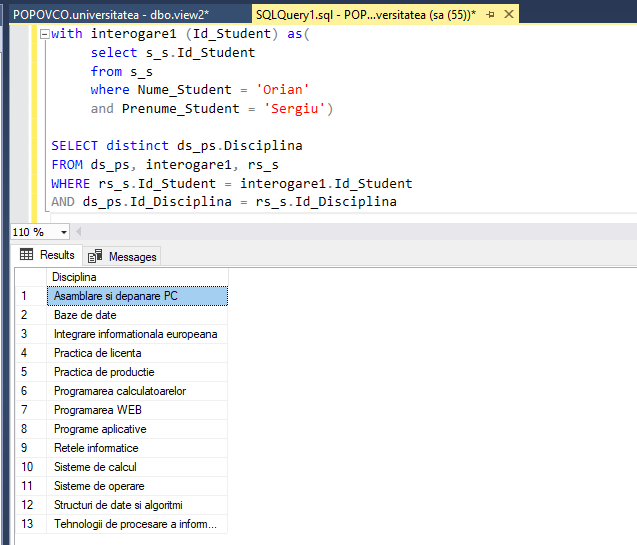 POPOVCO.universitatea - dbo.view2*
SQLQuery1.sql - POP...versitatea (sa (55))*
with interogare1 (Id_Student) as(
select s_s.Id_Student
from s_s
where Nume_Student = 'Orian'
and Prenume_Student = 'Sergiu')
SELECT distinct ds_ps.Disciplina
FROM ds_ps, interogare1, rs_s
WHERE rs_s.Id_Student = interogare1.Id_Student
AND ds_ps.Id_Disciplina = rs_s.Id_Disciplina
110 %
Results Messages
Disciplina
1 Asamblare si depanare PC
2 Baze de date
3 Integrare informationala europeana
4 Practica de licenta
5 Practica de productie
6 Programarea calculatoarelor
7 Programarea WEB
8 Programe aplicative
9 Retele informatice
10 Sisteme de calcul
11 Sisteme de operare
12 Structuri de date si algoritmi
13 Tehnologii de procesare a inform...